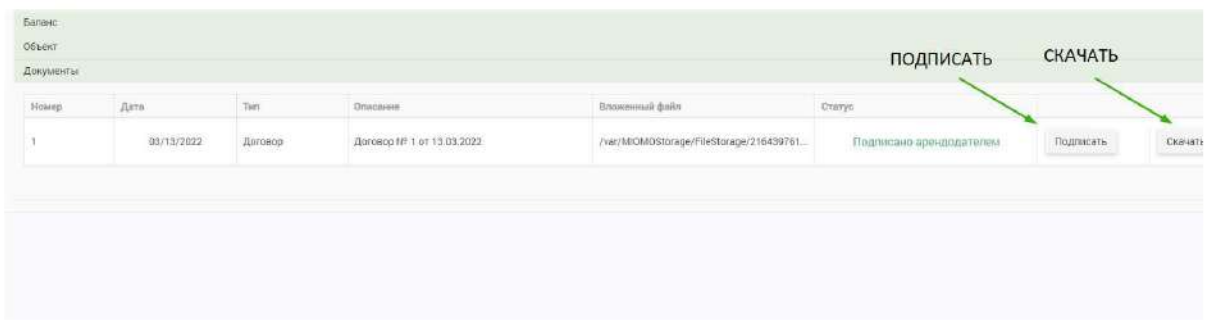 Баланс
Объект
Документы
ПОДПИСАТЬ СКАЧАТЬ
Номер Дата Тип Описание Вложенный файл Статус
1 03/13/2022 Договор Договор № 1 от 13.03.2022 /var/MIOMOStorage/FileStorage/216439761... Подписано арендодателем Подписать Скачать